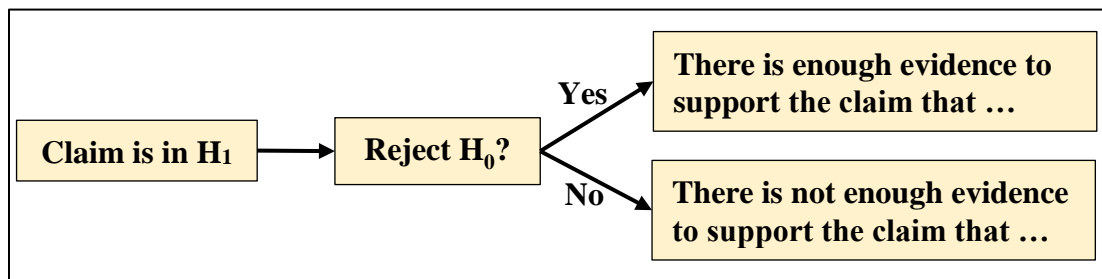 Claim is in H₁
Reject H₀?
Yes
There is enough evidence to
support the claim that …
No
There is not enough evidence
to support the claim that …